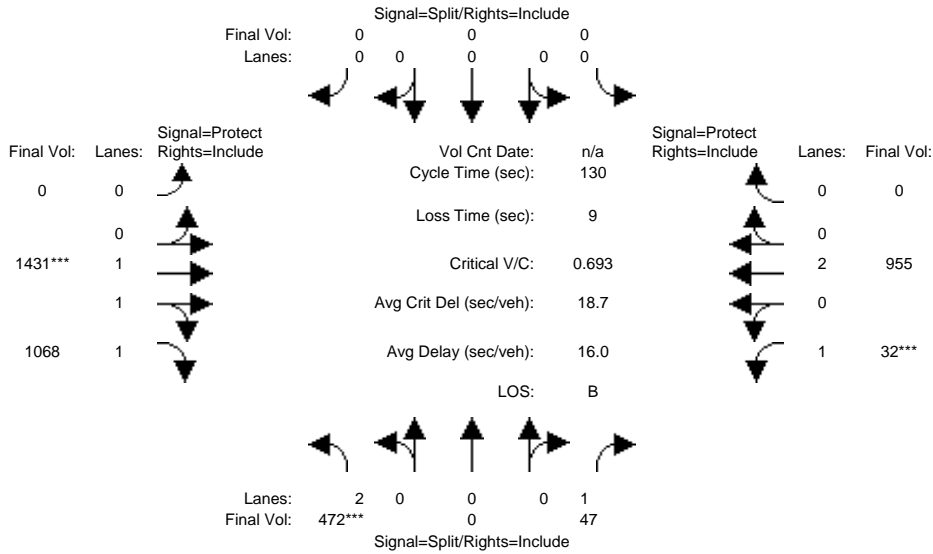 Signal=Split/Rights=Include
Final Vol: 0 0 0
Lanes: 0 0 0 0 0
Signal=Protect
Final Vol: Lanes: Rights=Include
Vol Cnt Date: n/a
Signal=Protect
Rights=Include Lanes: Final Vol:
Cycle Time (sec): 130
0 0
0 0
Loss Time (sec): 9
0
0
1431*** 1
Critical V/C: 0.693
2 955
1
Avg Crit Del (sec/veh): 18.7
0
1068 1
Avg Delay (sec/veh): 16.0
1 32***
LOS: B
Lanes: 2 0 0 0 1
Final Vol: 472*** 0 47
Signal=Split/Rights=Include